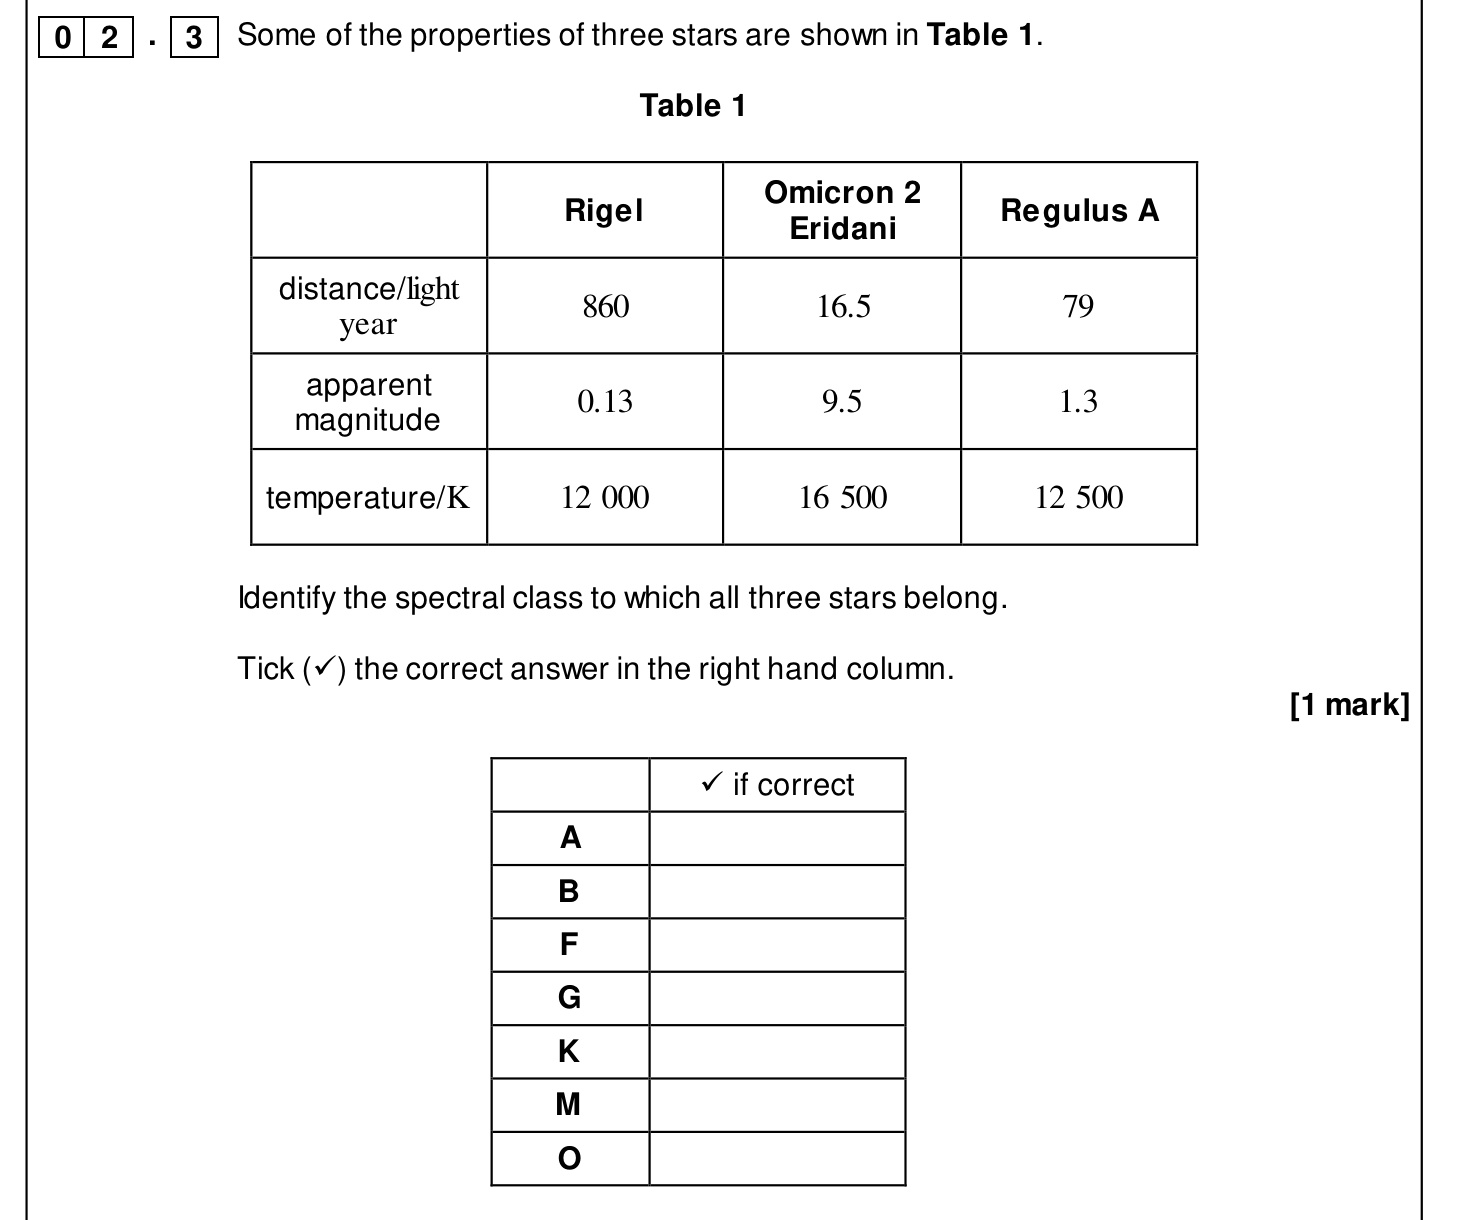 0 2 . 3 Some of the properties of three stars are shown in Table 1.
Table 1
Rigel Omicron 2 Eridani Regulus A
distance/light year 860 16.5 79
apparent magnitude 0.13 9.5 1.3
temperature/K 12 000 16 500 12 500
Identify the spectral class to which all three stars belong.
Tick (✓) the correct answer in the right hand column.
[1 mark]
✓ if correct
A
B
F
G
K
M
O